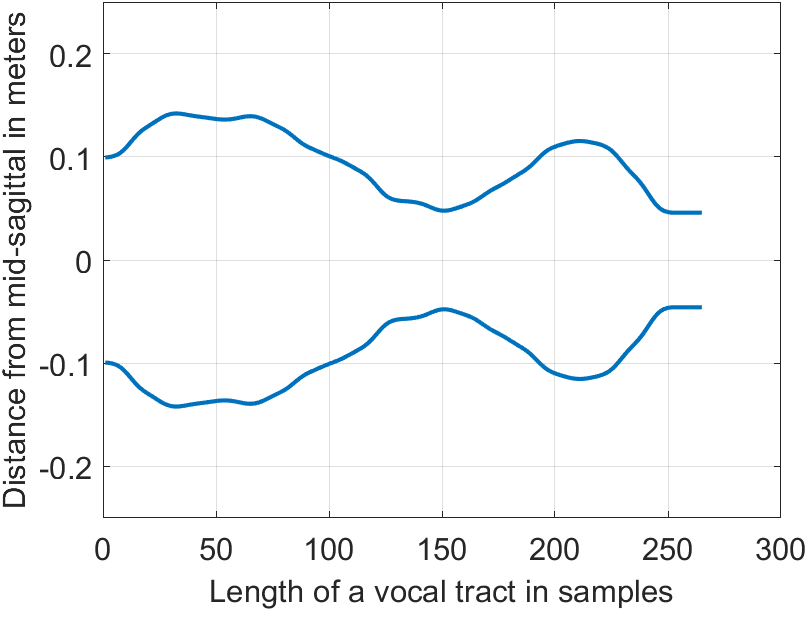 Distance from mid-sagittal in meters
0.2
0.1
0
-0.1
-0.2
0 50 100 150 200 250 300
Length of a vocal tract in samples